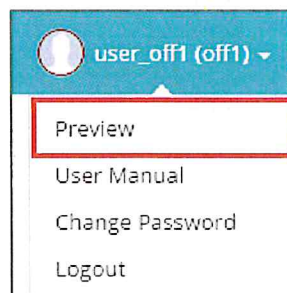 user_off1 (off1)
Preview
User Manual
Change Password
Logout